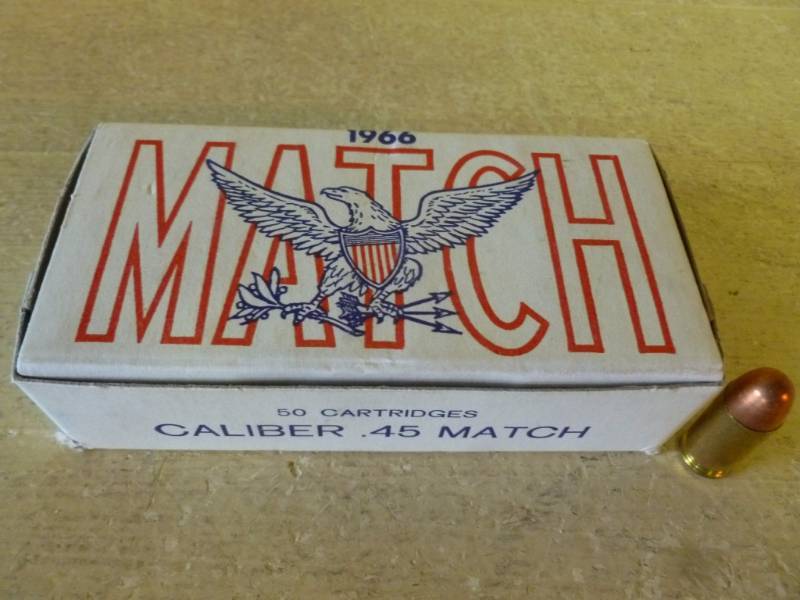 1966
MATCH
50 CARTRIDGES
CALIBER .45 MATCH